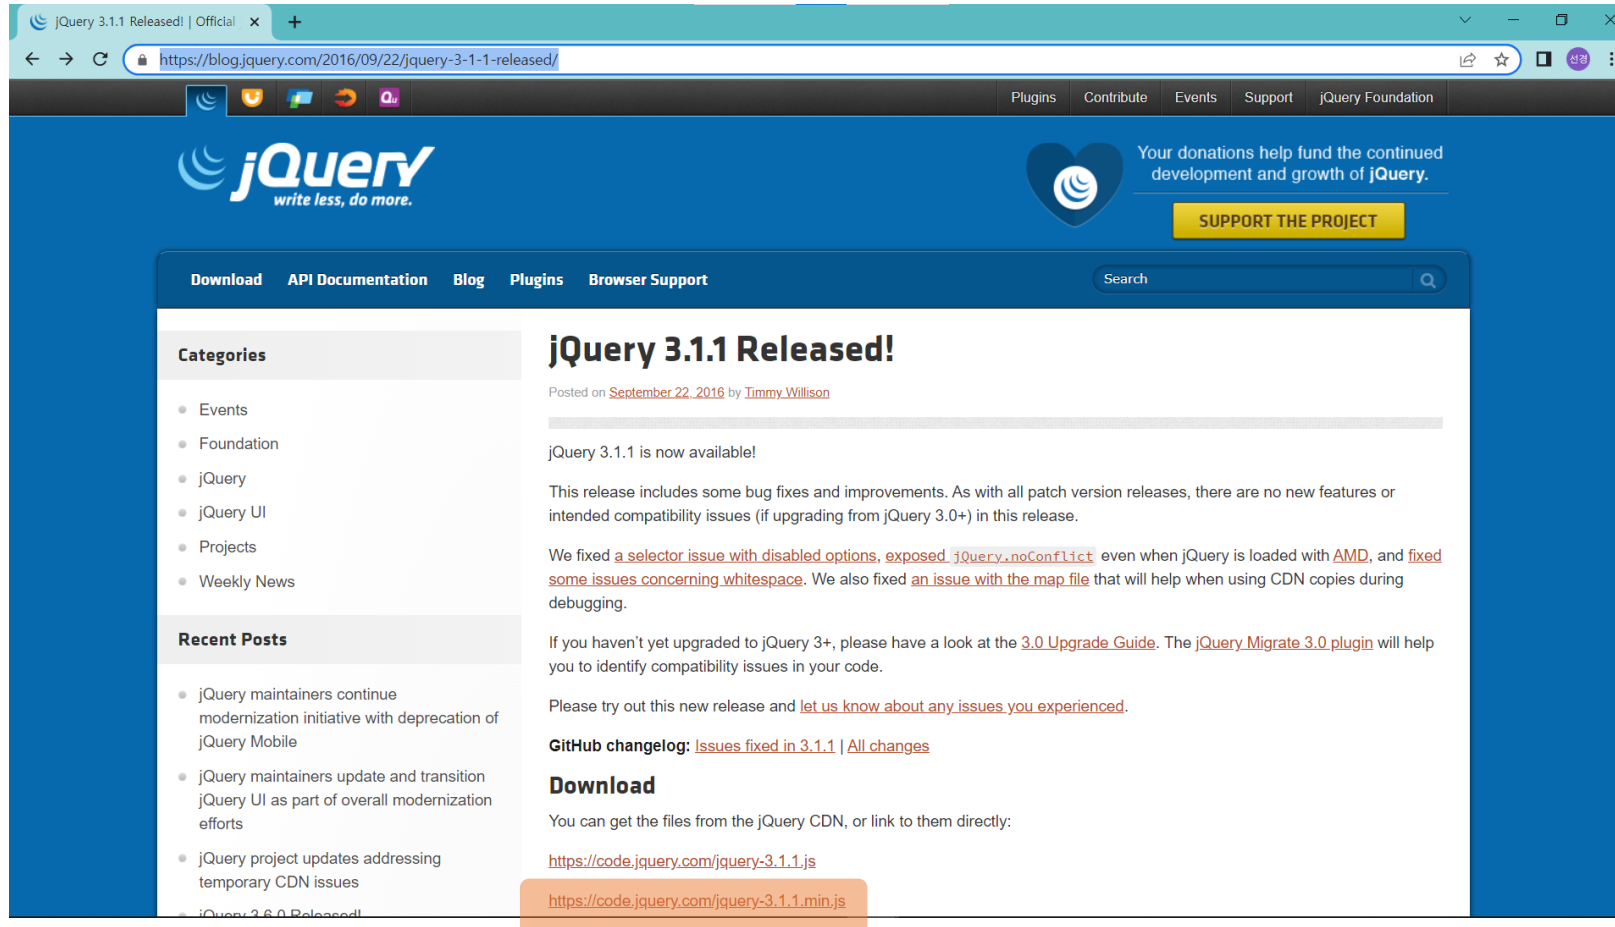 jQuery 3.1.1 Released! | Official
https://blog.jquery.com/2016/09/22/jquery-3-1-1-released/
선경
Qu
Plugins Contribute Events Support jQuery Foundation
jQuery
write less, do more.
Your donations help fund the continued
development and growth of jQuery.
SUPPORT THE PROJECT
Download API Documentation Blog Plugins Browser Support
Search
Categories
Events
Foundation
jQuery
jQuery UI
Projects
Weekly News
Recent Posts
jQuery maintainers continue
modernization initiative with deprecation of
jQuery Mobile
jQuery maintainers update and transition
jQuery UI as part of overall modernization
efforts
jQuery project updates addressing
temporary CDN issues
jQuery 3.6.0 Released!
jQuery 3.1.1 Released!
Posted on September 22, 2016 by Timmy Willison
jQuery 3.1.1 is now available!
This release includes some bug fixes and improvements. As with all patch version releases, there are no new features or
intended compatibility issues (if upgrading from jQuery 3.0+) in this release.
We fixed a selector issue with disabled options, exposed jQuery.noConflict even when jQuery is loaded with AMD, and fixed
some issues concerning whitespace. We also fixed an issue with the map file that will help when using CDN copies during
debugging.
If you haven’t yet upgraded to jQuery 3+, please have a look at the 3.0 Upgrade Guide. The jQuery Migrate 3.0 plugin will help
you to identify compatibility issues in your code.
Please try out this new release and let us know about any issues you experienced.
GitHub changelog: Issues fixed in 3.1.1 | All changes
Download
You can get the files from the jQuery CDN, or link to them directly:
https://code.jquery.com/jquery-3.1.1.js
https://code.jquery.com/jquery-3.1.1.min.js